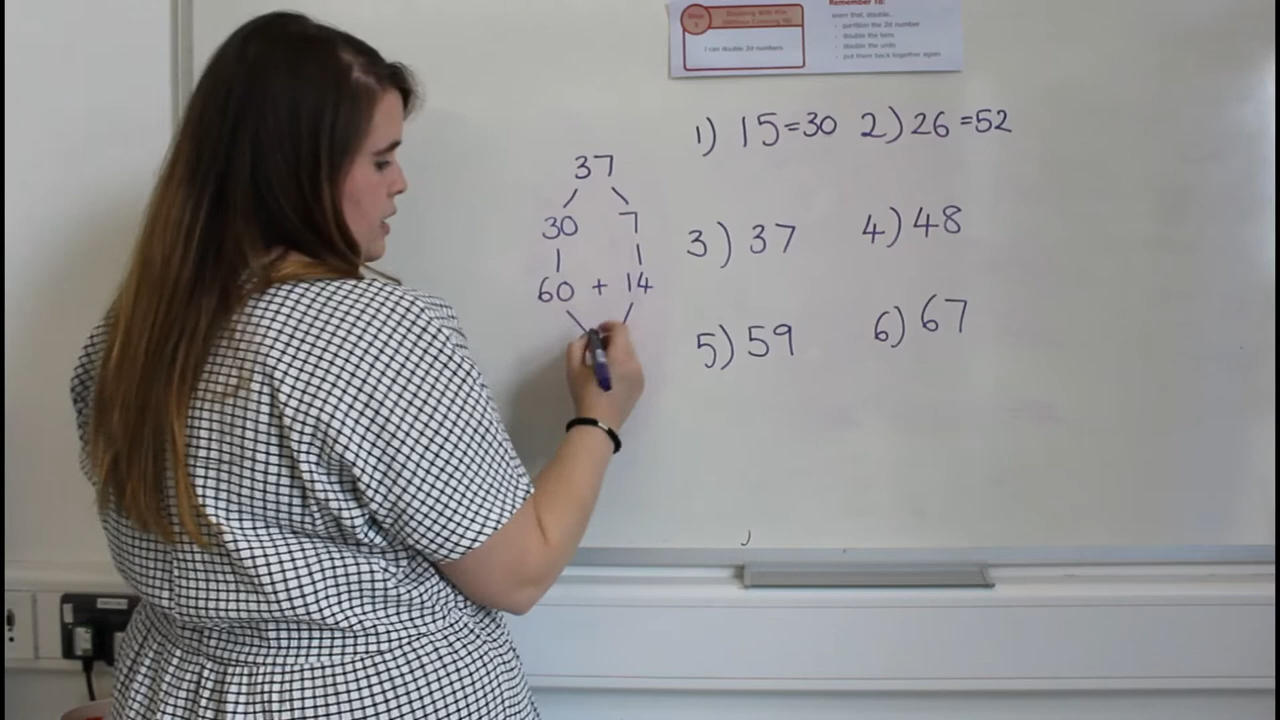 I can double 2d numbers
Remember to:
partition the 2d number
double the tens
double the units
put them back together again
1) 15=30 2) 26=52
37
30 7
60 + 14
3) 37 4) 48
5) 59 6) 67